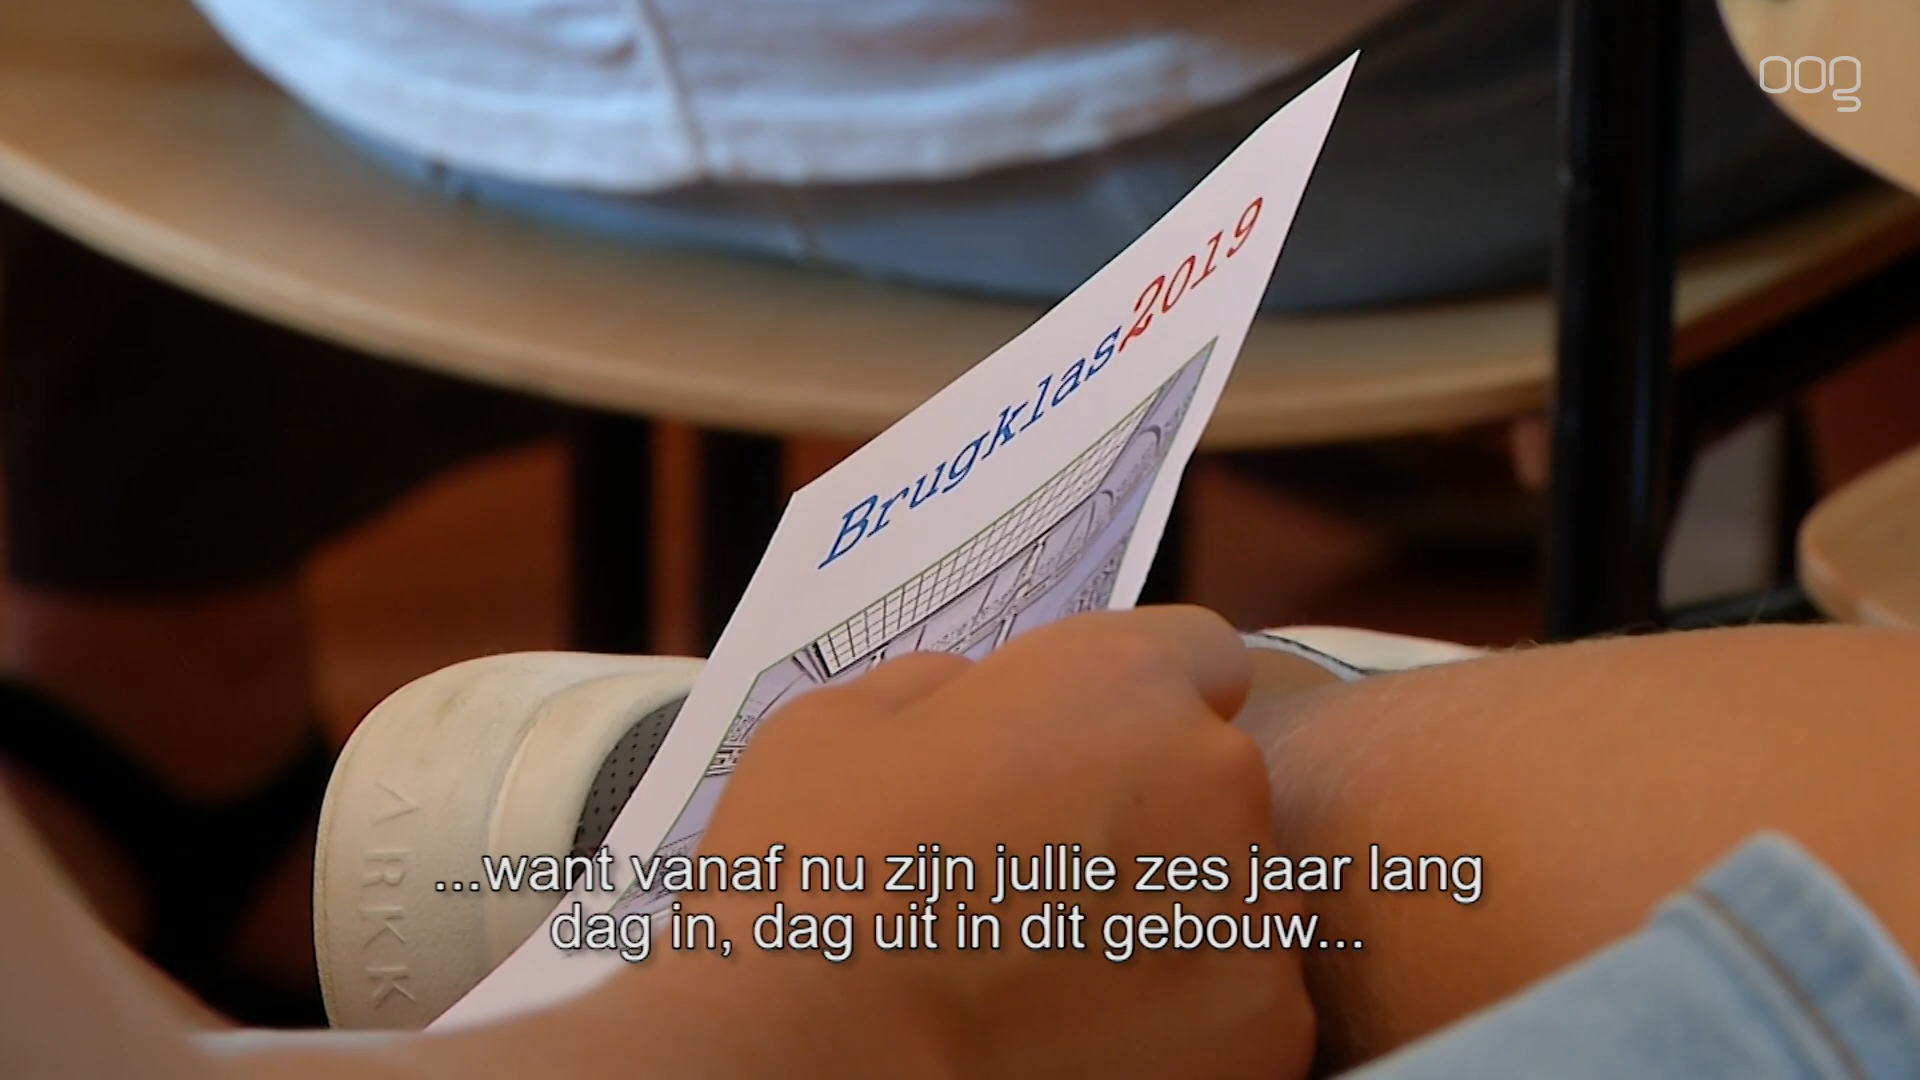 oog
Brugklas2019
ARKK
...want vanaf nu zijn jullie zes jaar lang
dag in, dag uit in dit gebouw...